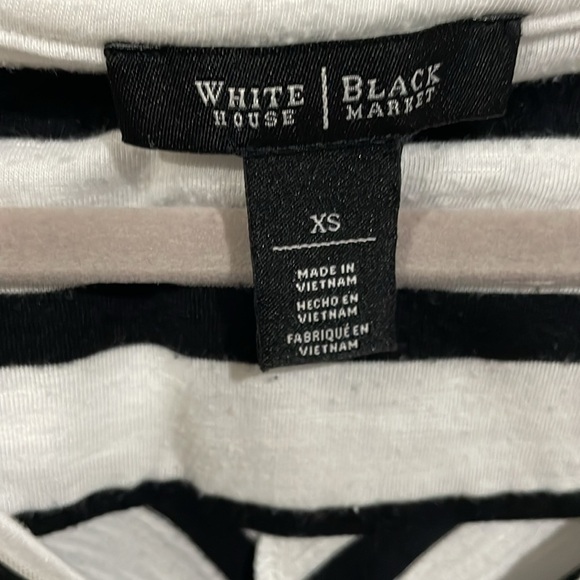 WHITE | BLACK
HOUSE | MARKET
XS
MADE IN
VIETNAM
HECHO EN
VIETNAM
FABRIQUÉ EN
VIETNAM